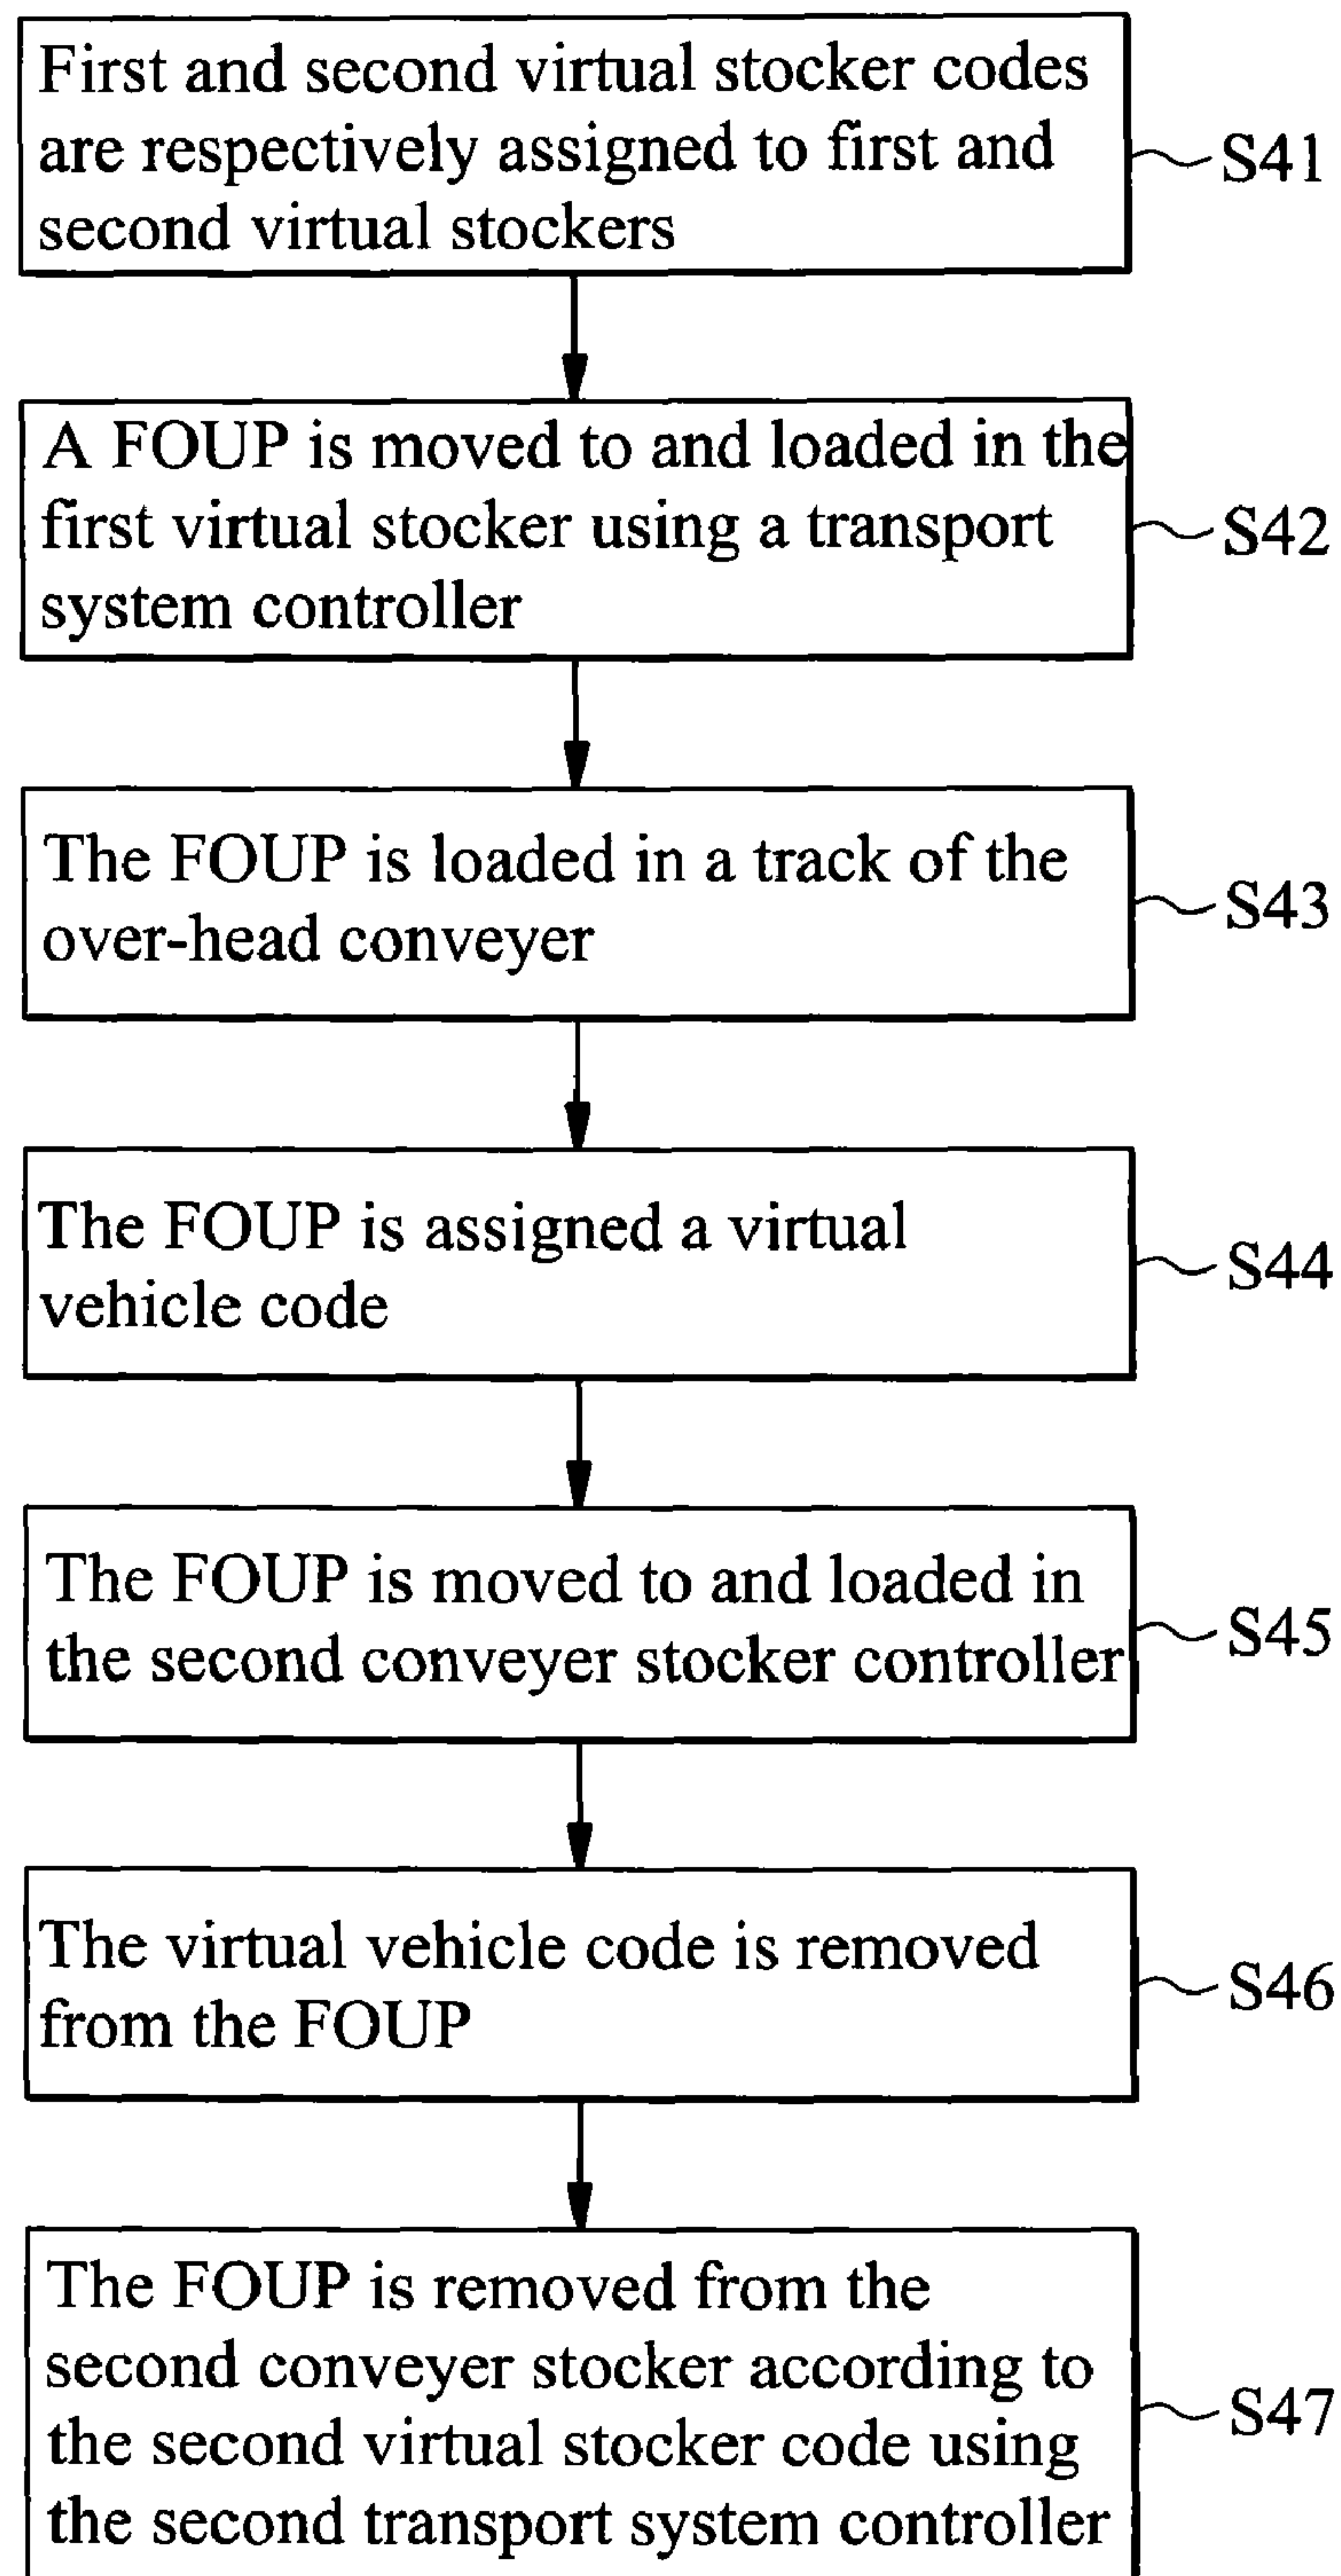 First and second virtual stocker codes
are respectively assigned to first and
second virtual stockers
S41
A FOUP is moved to and loaded in the
first virtual stocker using a transport
system controller
S42
The FOUP is loaded in a track of the
over-head conveyer
S43
The FOUP is assigned a virtual
vehicle code
S44
The FOUP is moved to and loaded in
the second conveyer stocker controller
S45
The virtual vehicle code is removed
from the FOUP
S46
The FOUP is removed from the
second conveyer stocker according to
the second virtual stocker code using
the second transport system controller
S47